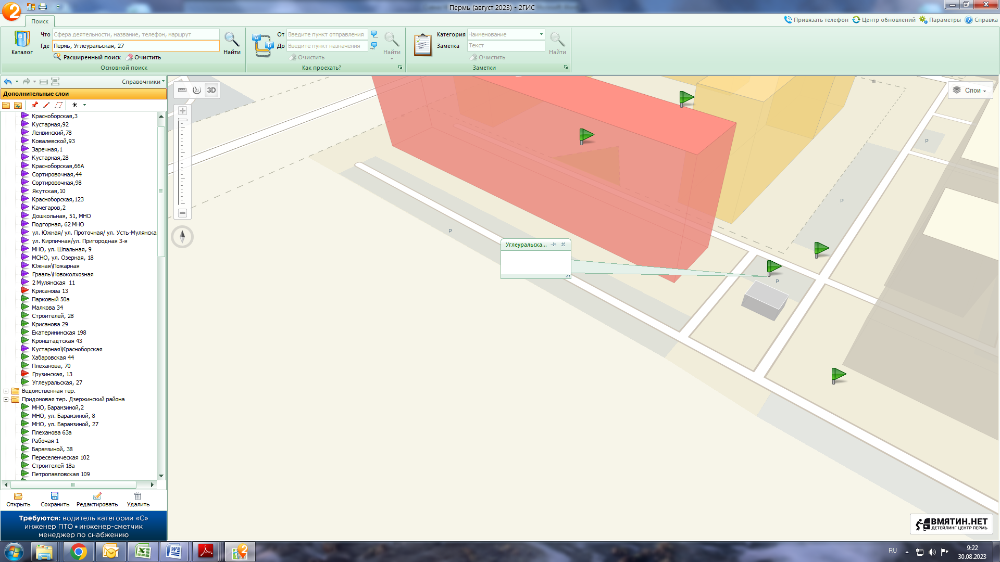 Пермь (август 2023) - 2ГИС
Поиск
Привязать телефон
Центр обновлений
Параметры
Справка
Каталог
Что
Сфера деятельности, название, телефон, маршрут
Где
Пермь, Углеуральская, 27
Расширенный поиск
Очистить
Найти
Основной поиск
От
Введите пункт отправления
До
Введите пункт назначения
Очистить
Найти
Как проехать?
Категория
Наименование
Заметка
Текст
Очистить
Найти
Заметки
Справочники
Дополнительные слои
Красноборская,3
Кустарная,92
Ленвинский,78
Ковалевской,93
Заречная,1
Кустарная,28
Красноборская,66А
Сортировочная,44
Сортировочная,98
Якутская,10
Красноборская,123
Качегаров,2
Дошкольная, 51, МНО
Подгорная, 62 МНО
ул. Южная/ ул. Проточная/ ул. Усть-Мулянска
ул. Кирпичная/ул. Пригородная 3-я
МНО, ул. Шпальная, 9
МСНО, ул. Озерная, 18
Южная\Пожарная
Грааль\Новоколхозная
2 Мулянская 11
Крисанова 13
Парковый 50а
Малкова 34
Строителей, 28
Крисанова 29
Екатерининская 198
Кронштадтская 43
Кустарная\Красноборская
Хабаровская 44
Плеханова, 70
Грузинская, 13
Углеуральская, 27
Ведомственная тер.
Придомовая тер. Дзержинский района
МНО, Барамзиной,2
МНО, ул. Барамзиной, 8
МНО, ул. Барамзиной, 27
Плеханова 63а
Рабочая 1
Барамзиной, 38
Переселенческая 102
Строителей 18а
Петропавловская 109
Открыть
Сохранить
Редактировать
Удалить
Требуются: водитель категории «С»
инженер ПТО • инженер-сметчик
менеджер по снабжению
3D
Слои
P
P
P
P
Углеуральска...
ВМЯТИН.НЕТ
ДЕТЕЙЛИНГ ЦЕНТР ПЕРМЬ
RU
9:22
30.08.2023